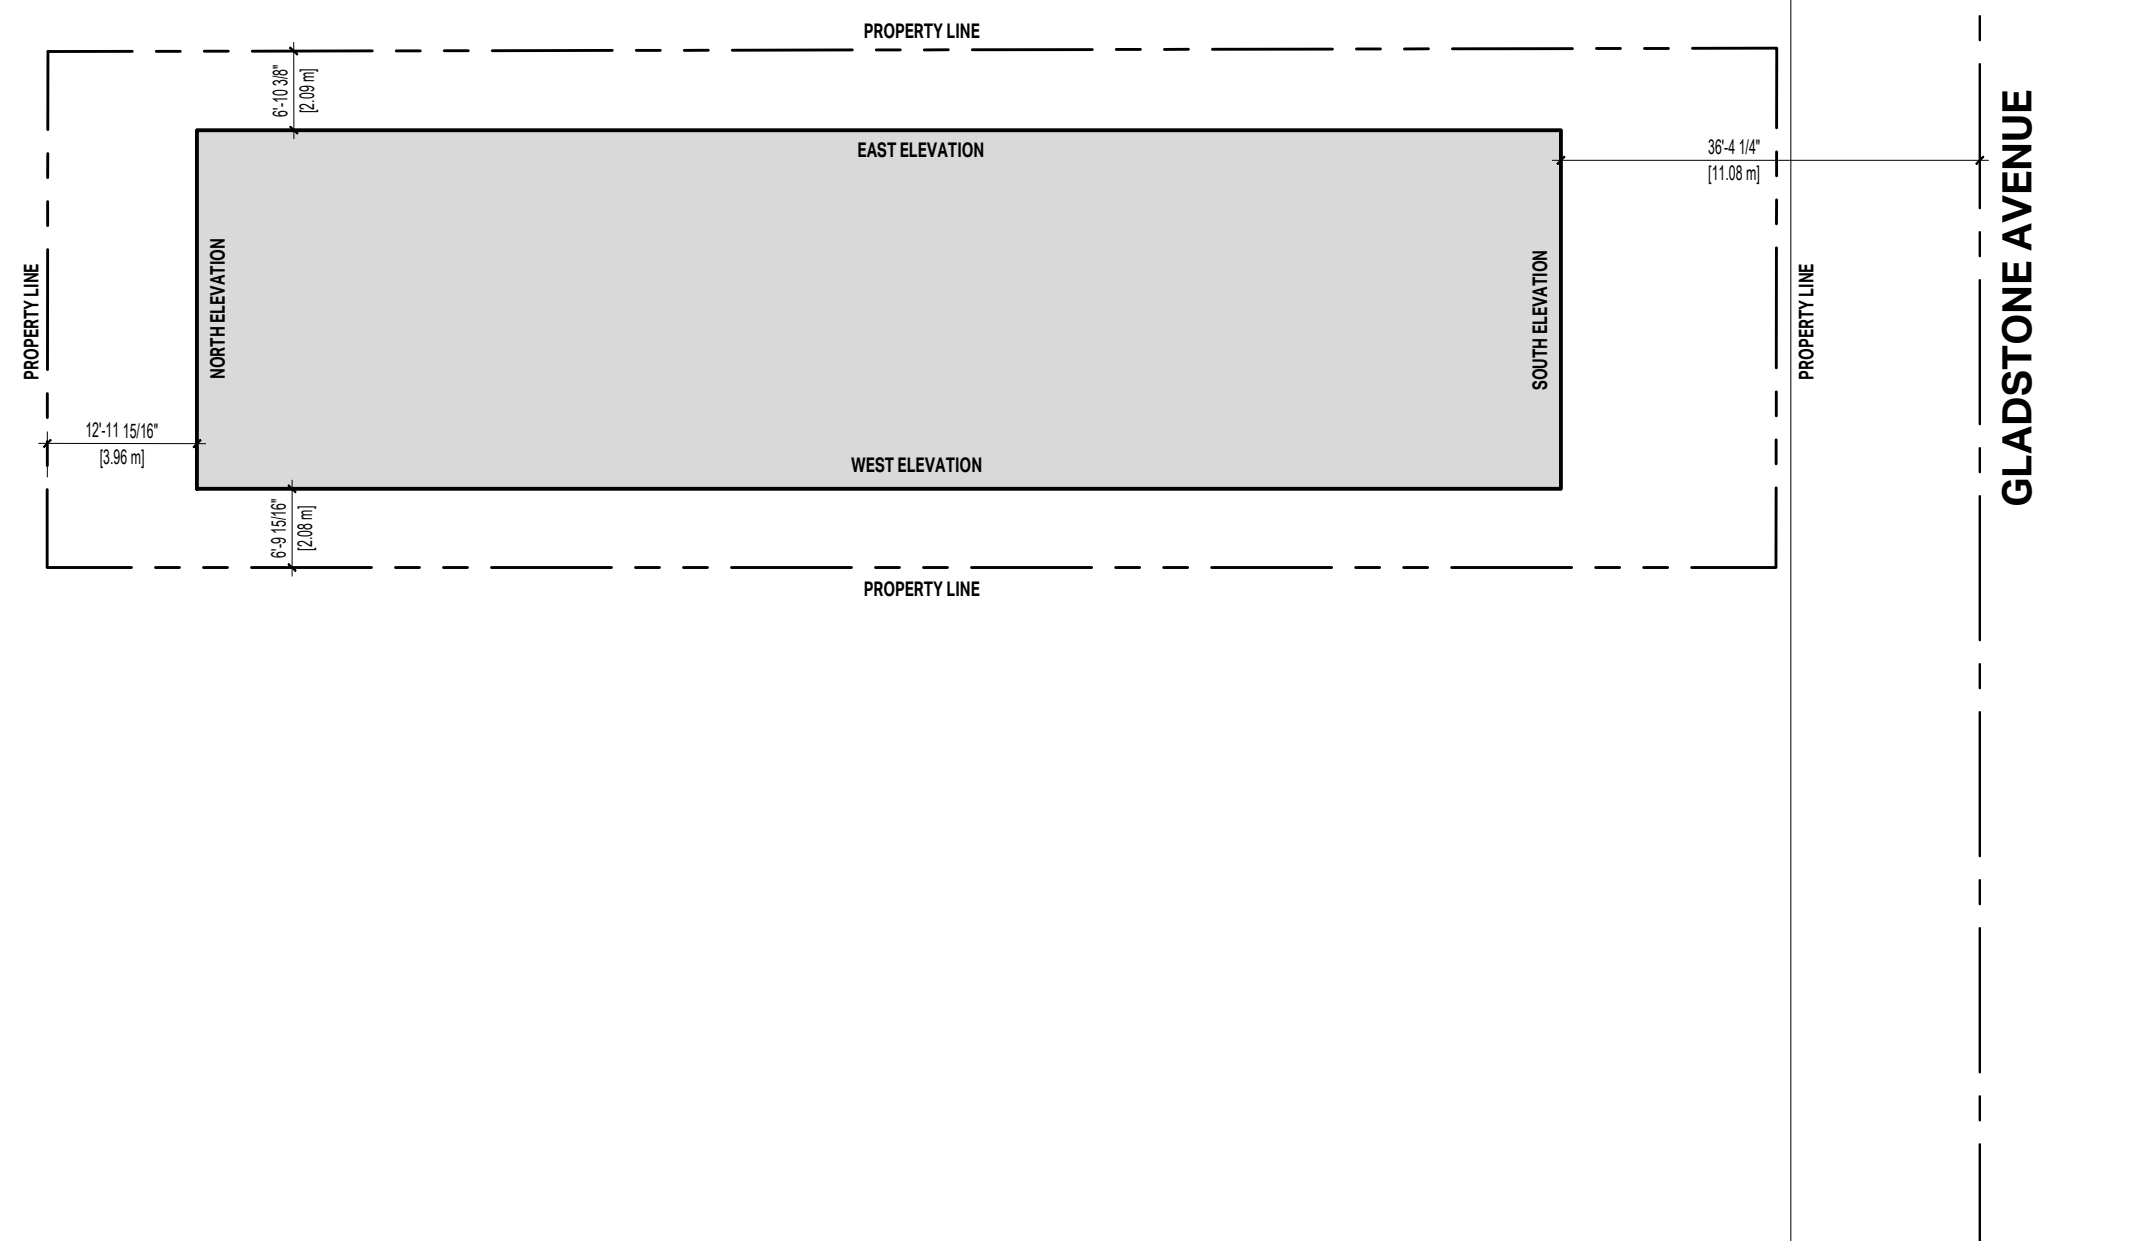 PROPERTY LINE
6'-10 3/8"
[2.09 m]
EAST ELEVATION
36'-4 1/4"
[11.08 m]
GLADSTONE AVENUE
NORTH ELEVATION
SOUTH ELEVATION
PROPERTY LINE
PROPERTY LINE
12'-11 15/16"
[3.96 m]
WEST ELEVATION
6'-9 15/16"
[2.08 m]
PROPERTY LINE